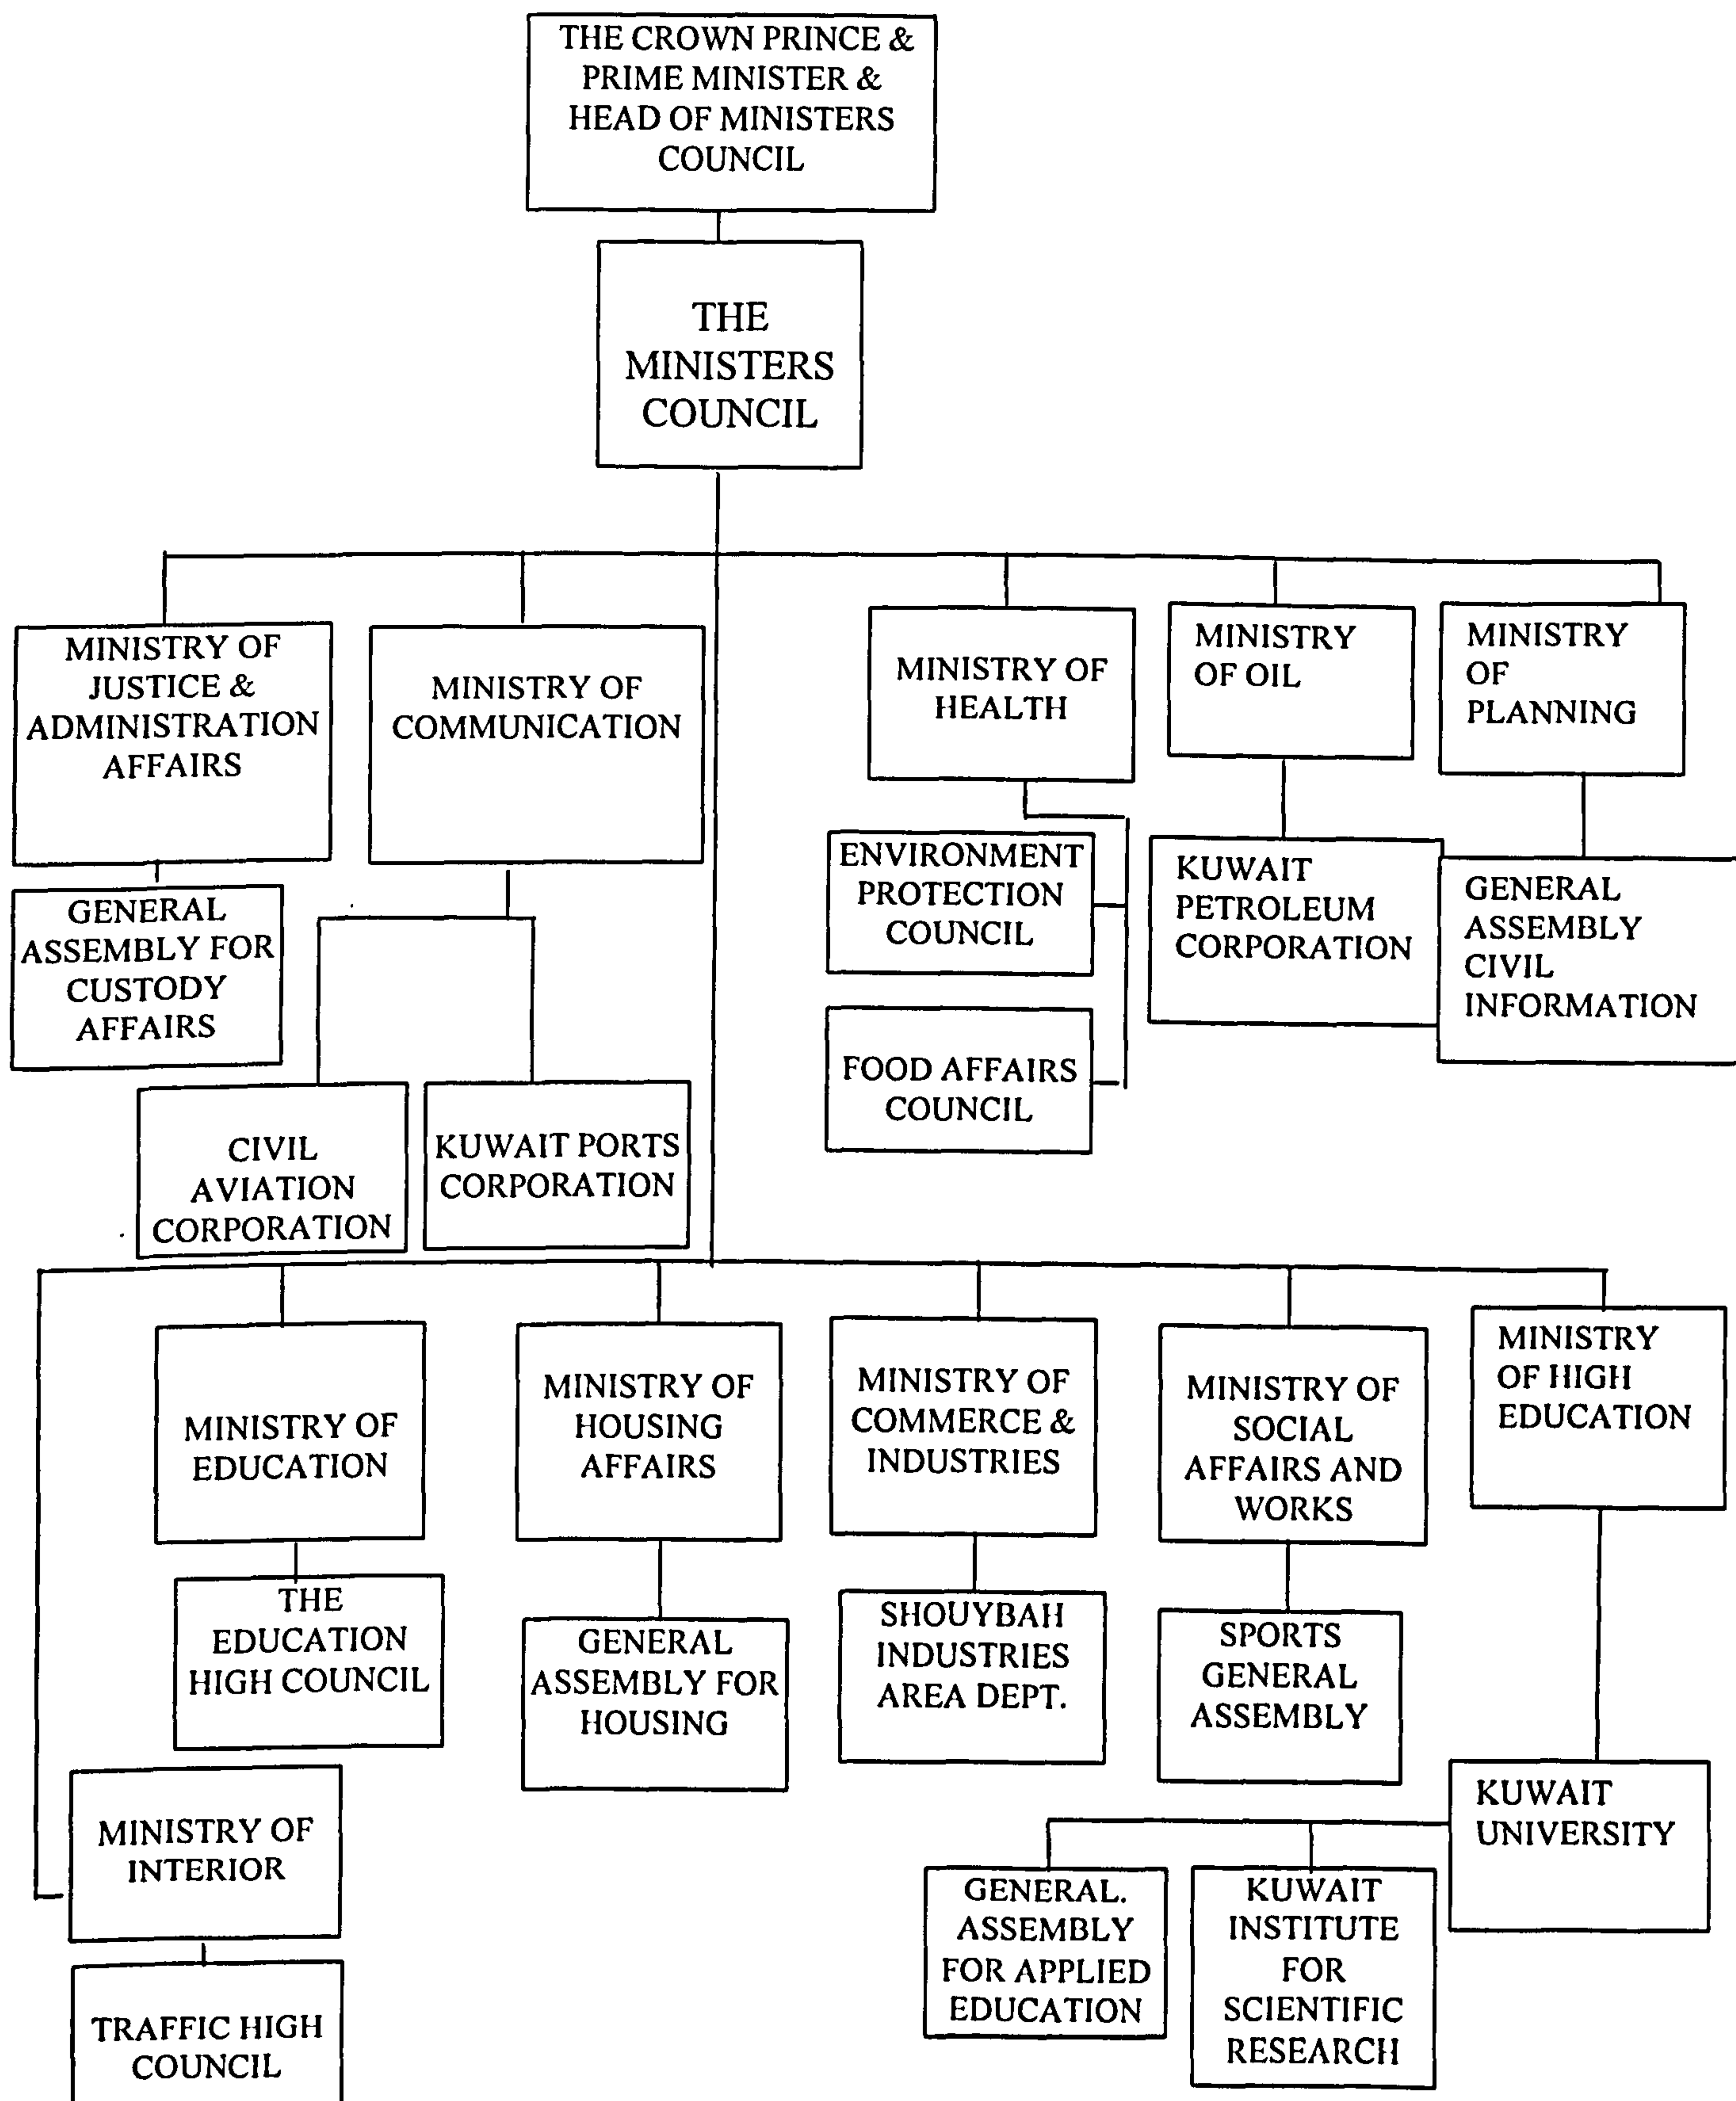 THE CROWN PRINCE &
PRIME MINISTER &
HEAD OF MINISTERS
COUNCIL
THE
MINISTERS
COUNCIL
MINISTRY OF
JUSTICE &
ADMINISTRATION
AFFAIRS
MINISTRY OF
COMMUNICATION
MINISTRY OF
HEALTH
MINISTRY
OF OIL
MINISTRY
OF
PLANNING
GENERAL
ASSEMBLY FOR
CUSTODY
AFFAIRS
ENVIRONMENT
PROTECTION
COUNCIL
KUWAIT
PETROLEUM
CORPORATION
GENERAL
ASSEMBLY
CIVIL
INFORMATION
FOOD AFFAIRS
COUNCIL
CIVIL
AVIATION
CORPORATION
KUWAIT PORTS
CORPORATION
MINISTRY OF
EDUCATION
MINISTRY OF
HOUSING
AFFAIRS
MINISTRY OF
COMMERCE &
INDUSTRIES
MINISTRY OF
SOCIAL
AFFAIRS AND
WORKS
MINISTRY
OF HIGH
EDUCATION
THE
EDUCATION
HIGH COUNCIL
GENERAL
ASSEMBLY FOR
HOUSING
SHOUYBAH
INDUSTRIES
AREA DEPT.
SPORTS
GENERAL
ASSEMBLY
MINISTRY OF
INTERIOR
KUWAIT
UNIVERSITY
GENERAL.
ASSEMBLY
FOR APPLIED
EDUCATION
KUWAIT
INSTITUTE
FOR
SCIENTIFIC
RESEARCH
TRAFFIC HIGH
COUNCIL